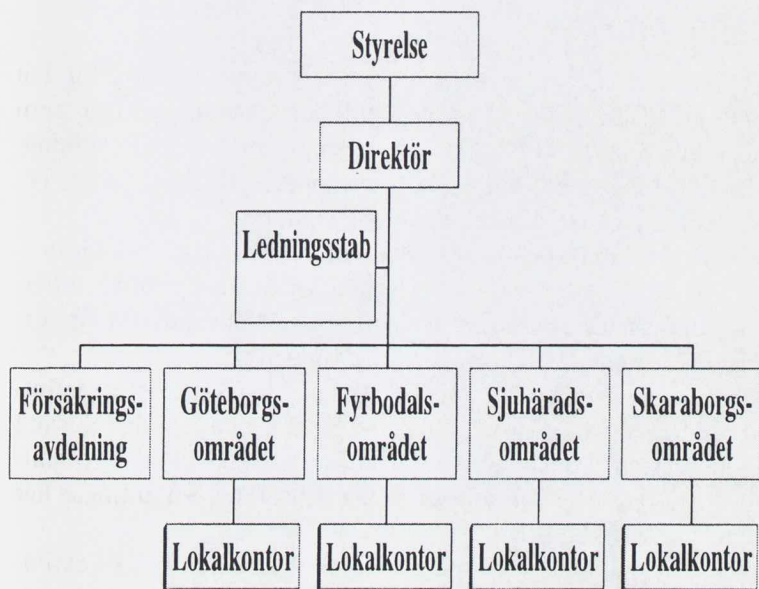 Styrelse
Direktör
Ledningsstab
Försäkrings-
avdelning
Göteborgs-
området
Fyrbodals-
området
Sjuhärads-
området
Skaraborgs-
området
Lokalkontor
Lokalkontor
Lokalkontor
Lokalkontor